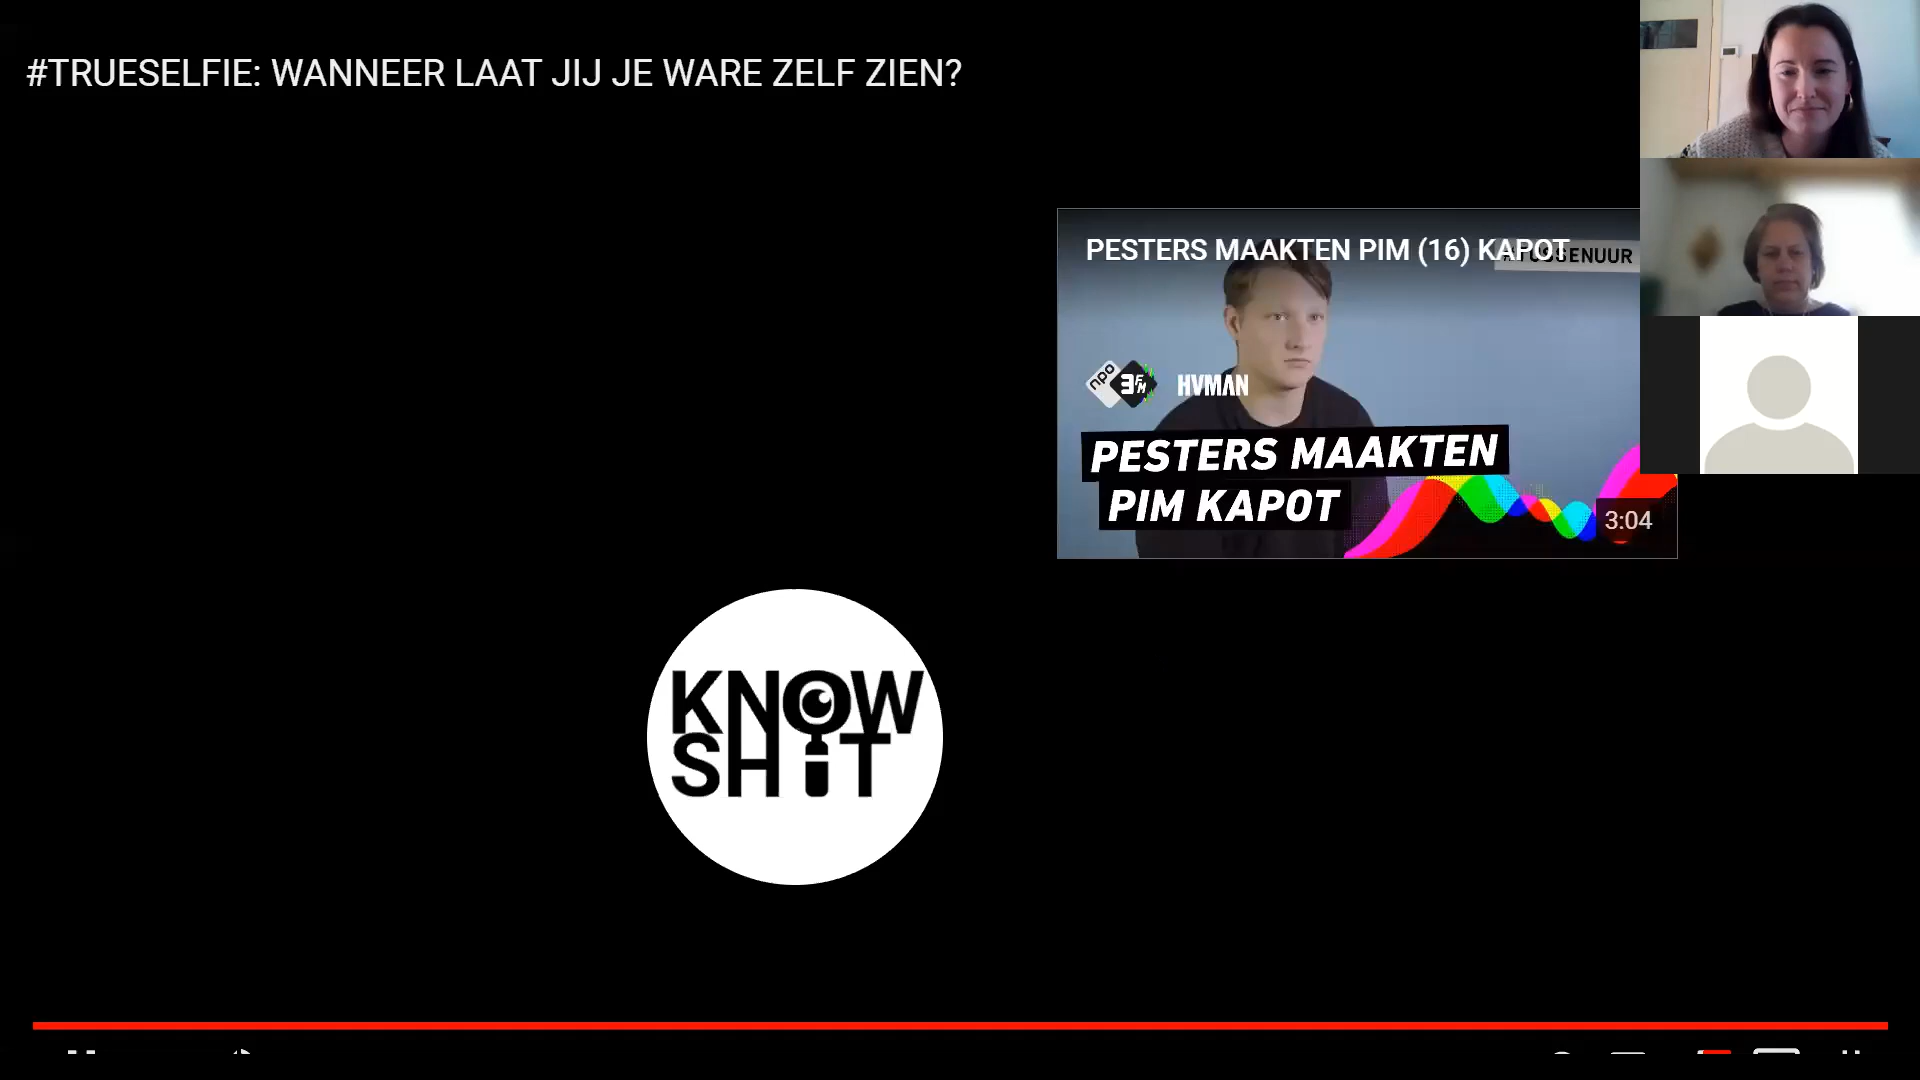 #TRUESELFIE: WANNEER LAAT JIJ JE WARE ZELF ZIEN?
PESTERS MAAKTEN PIM (16) KAPOT
npo 3FM HVMAN
PESTERS MAAKTEN
PIM KAPOT
3:04
KNOW
SHIT